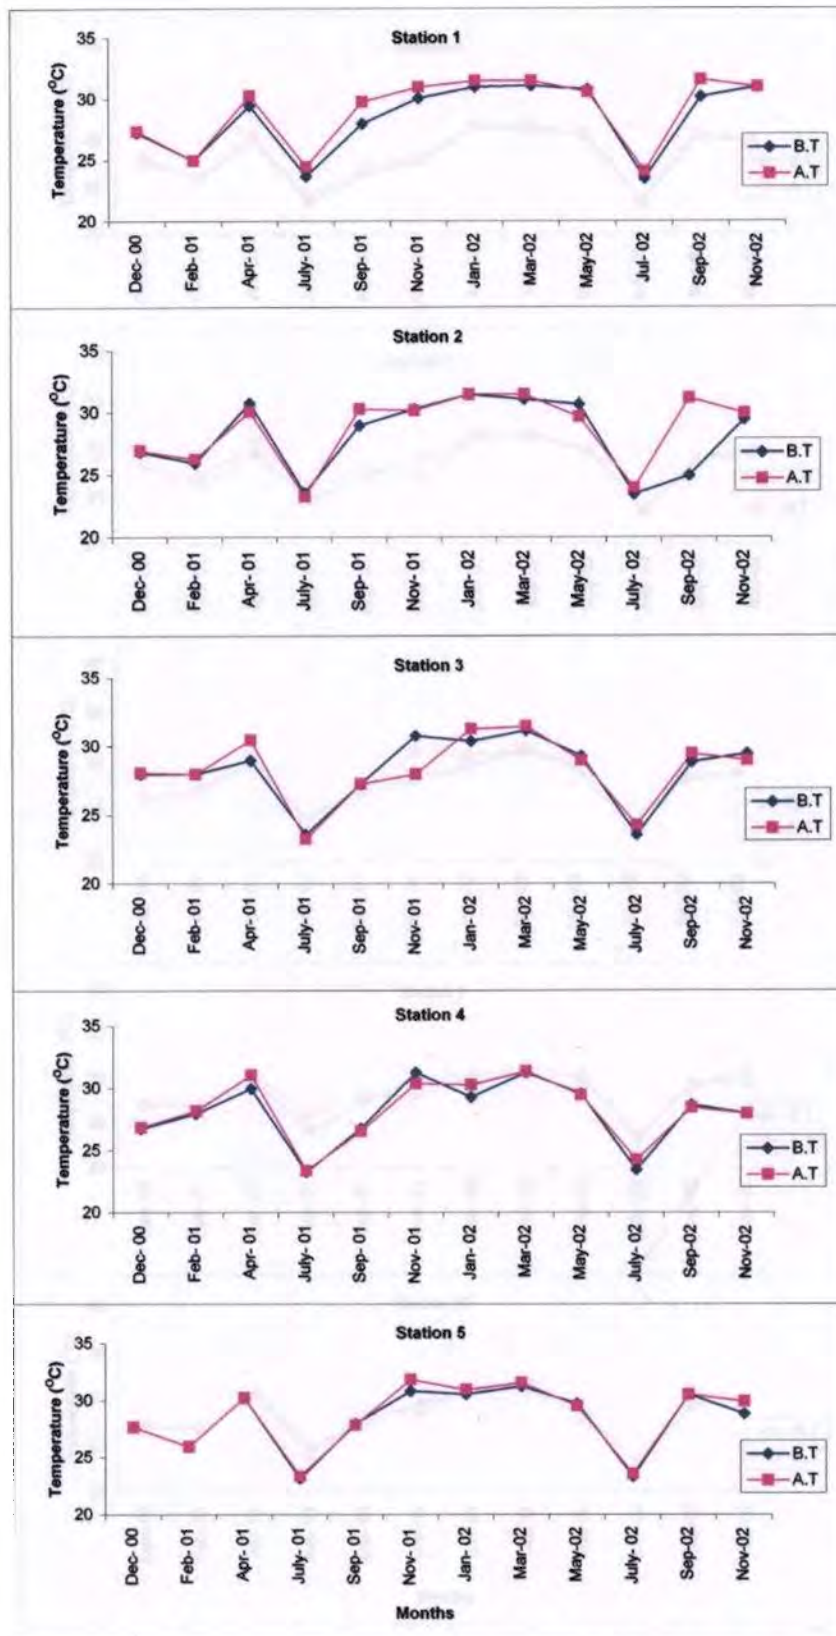 Station 1
Temperature (°C)
35
30
25
20
Dec- 00
Feb- 01
Apr- 01
July- 01
Sep- 01
Nov- 01
Jan- 02
Mar-02
May-02
Jul- 02
Sep-02
Nov-02
B.T
A.T
Station 2
Temperature (°C)
35
30
25
20
Dec- 00
Feb- 01
Apr- 01
July- 01
Sep- 01
Nov- 01
Jan- 02
Mar-02
May-02
July- 02
Sep-02
Nov-02
B.T
A.T
Station 3
Temperature (°C)
35
30
25
20
Dec- 00
Feb- 01
Apr- 01
July- 01
Sep- 01
Nov- 01
Jan- 02
Mar-02
May-02
July- 02
Sep-02
Nov-02
B.T
A.T
Station 4
Temperature (°C)
35
30
25
20
Dec- 00
Feb- 01
Apr- 01
July- 01
Sep- 01
Nov- 01
Jan- 02
Mar-02
May-02
July- 02
Sep-02
Nov-02
B.T
A.T
Station 5
Temperature (°C)
35
30
25
20
Dec- 00
Feb- 01
Apr- 01
July- 01
Sep- 01
Nov-01
Jan- 02
Mar-02
May-02
July- 02
Sep-02
Nov-02
B.T
A.T
Months